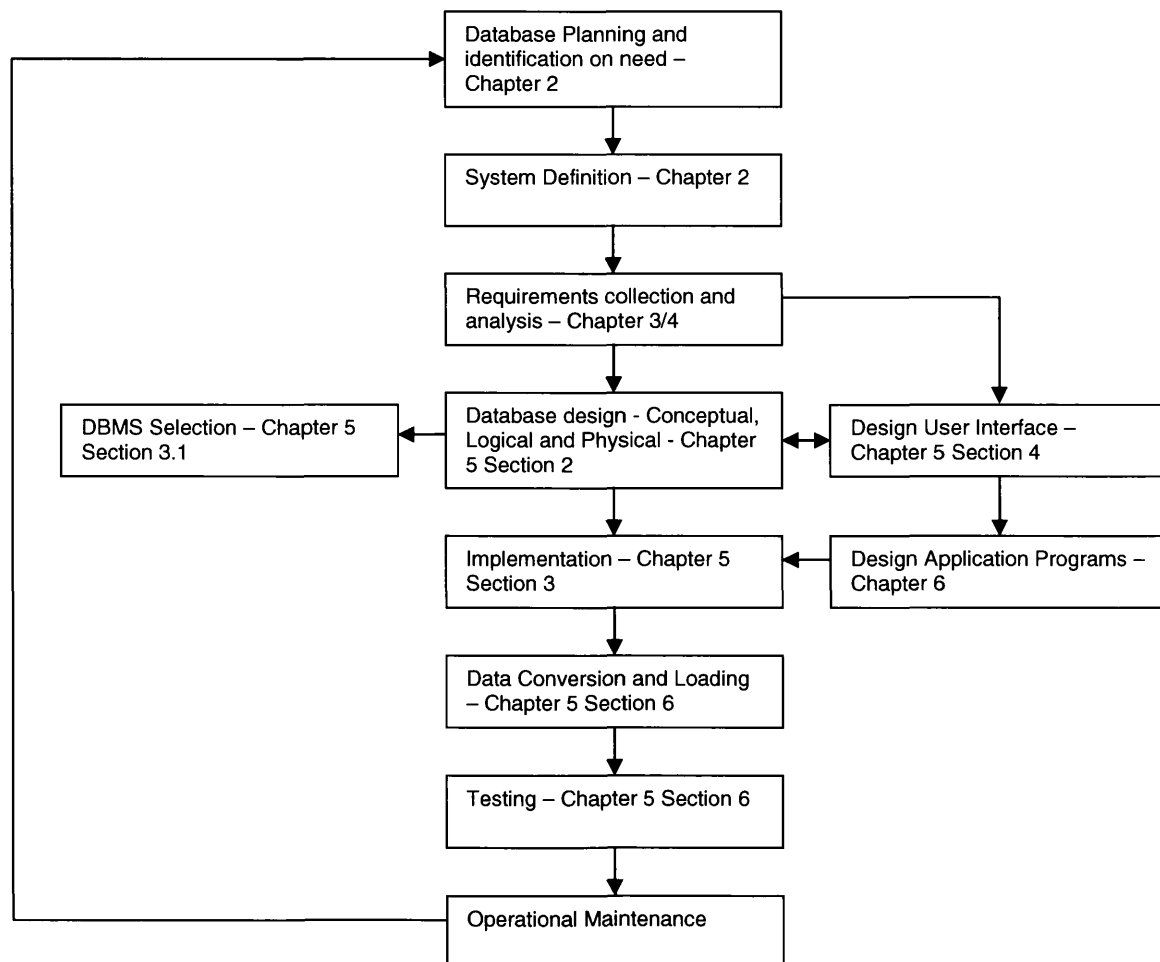 Database Planning and
identification on need –
Chapter 2
System Definition – Chapter 2
Requirements collection and
analysis – Chapter 3/4
DBMS Selection – Chapter 5
Section 3.1
Database design - Conceptual,
Logical and Physical - Chapter
5 Section 2
Design User Interface –
Chapter 5 Section 4
Implementation – Chapter 5
Section 3
Design Application Programs –
Chapter 6
Data Conversion and Loading
– Chapter 5 Section 6
Testing – Chapter 5 Section 6
Operational Maintenance